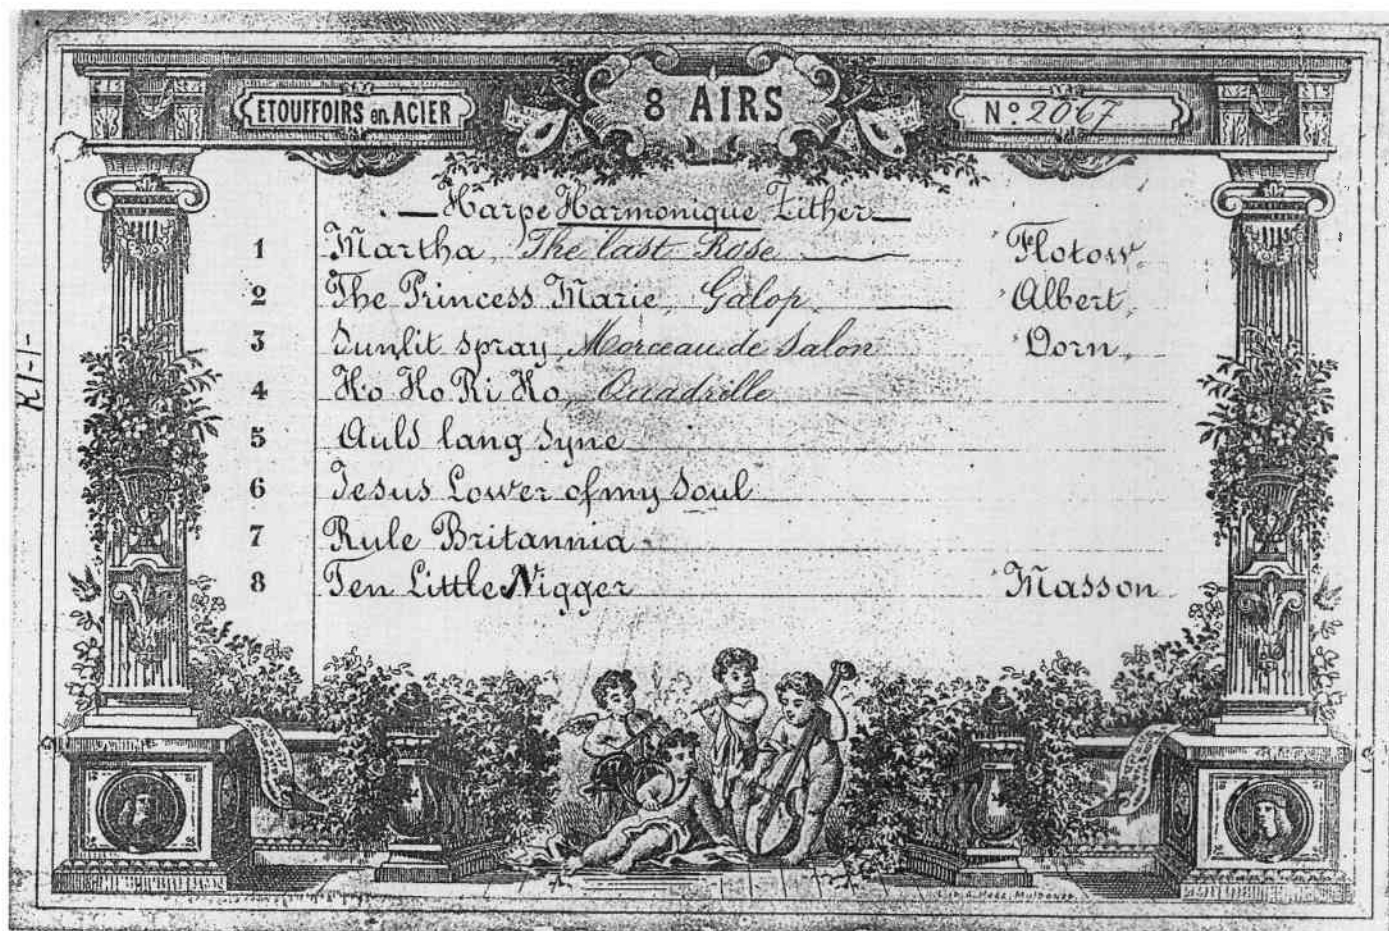 ETOUFFOIRS en ACIER
8 AIRS
Nº 2067
Harpe Harmonique Zither
1 Martha, The last Rose Flotow.
2 The Princess Marie, Galop. Albert,
3 Sunlit spray, Morceau de Salon Dorn,
4 Ho Ho Ri Ho, Quadrille
5 Auld lang syne
6 Jesus Lower of my Soul
7 Rule Britannia
8 Ten Little Nigger Masson